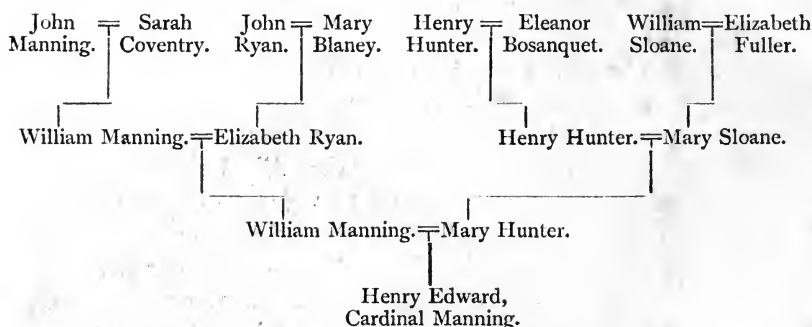 John = Sarah John = Mary Henry = Eleanor William = Elizabeth
Manning. Coventry. Ryan. Blaney. Hunter. Bosanquet. Sloane. Fuller.
William Manning. = Elizabeth Ryan. Henry Hunter. = Mary Sloane.
William Manning. = Mary Hunter.
Henry Edward,
Cardinal Manning.